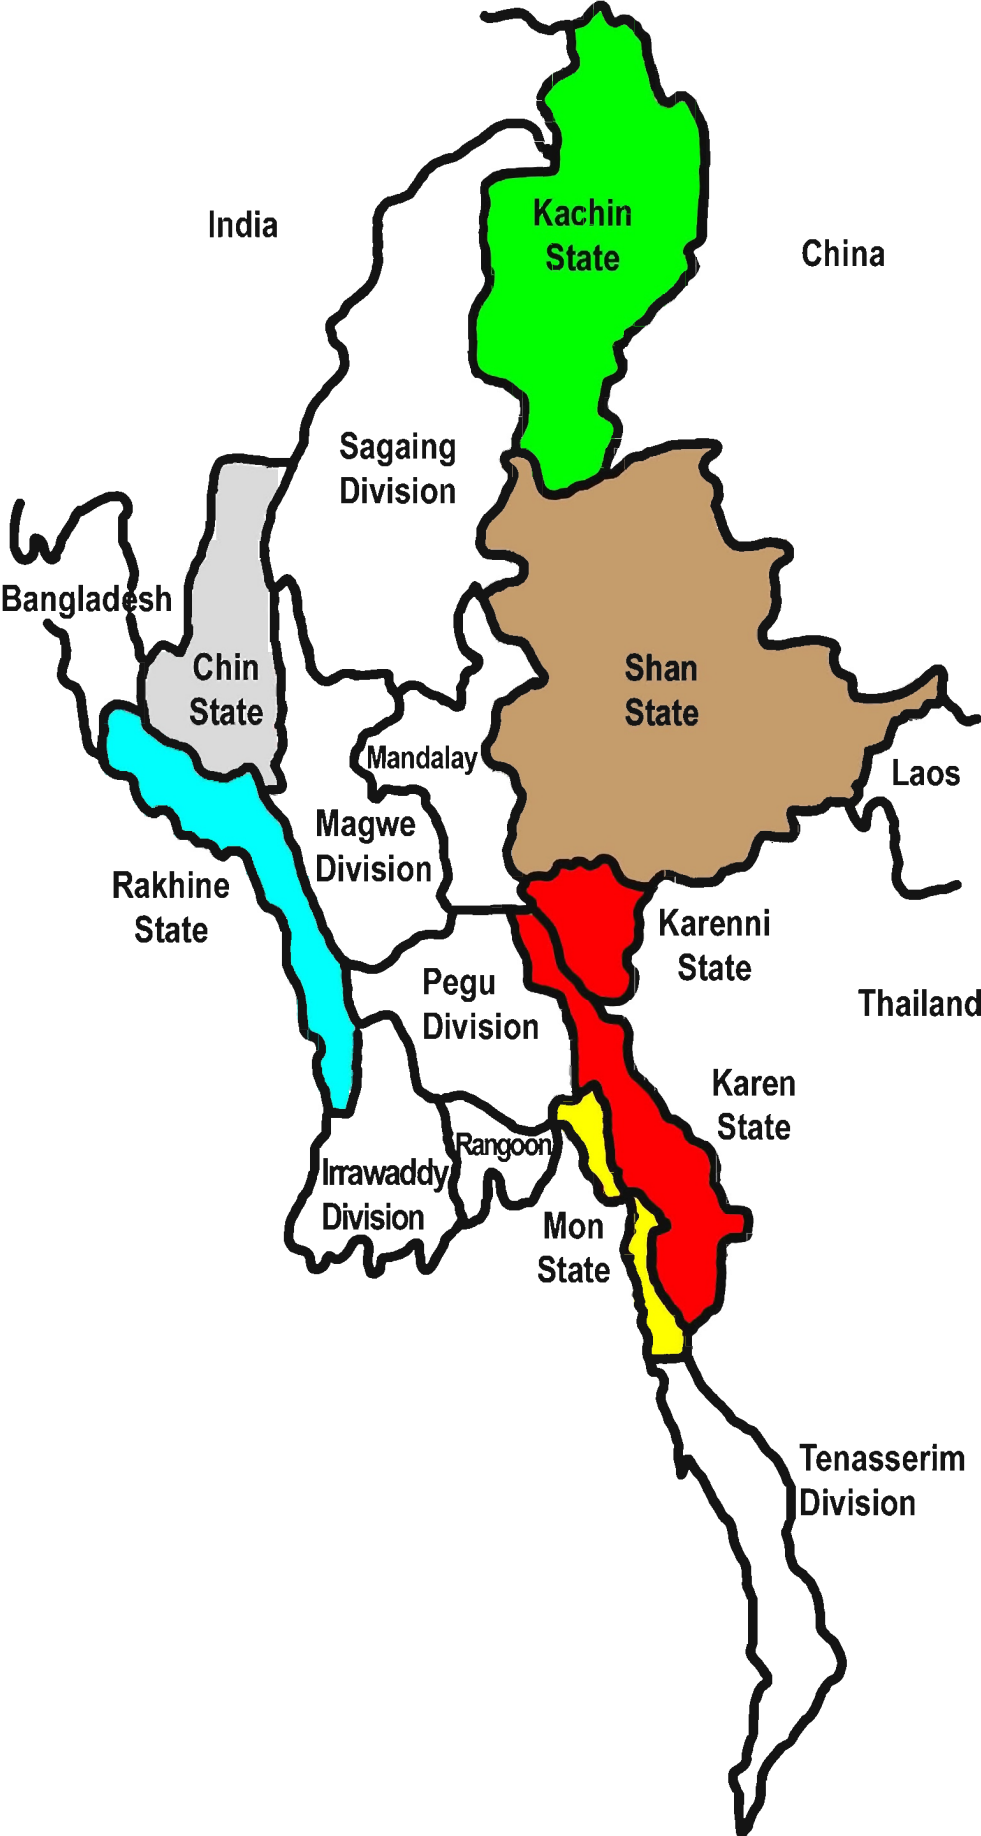 India
Kachin
State
China
Sagaing
Division
Bangladesh
Chin
State
Shan
State
Mandalay
Laos
Magwe
Division
Rakhine
State
Karenni
State
Pegu
Division
Thailand
Karen
State
Rangoon
Irrawaddy
Division
Mon
State
Tenasserim
Division